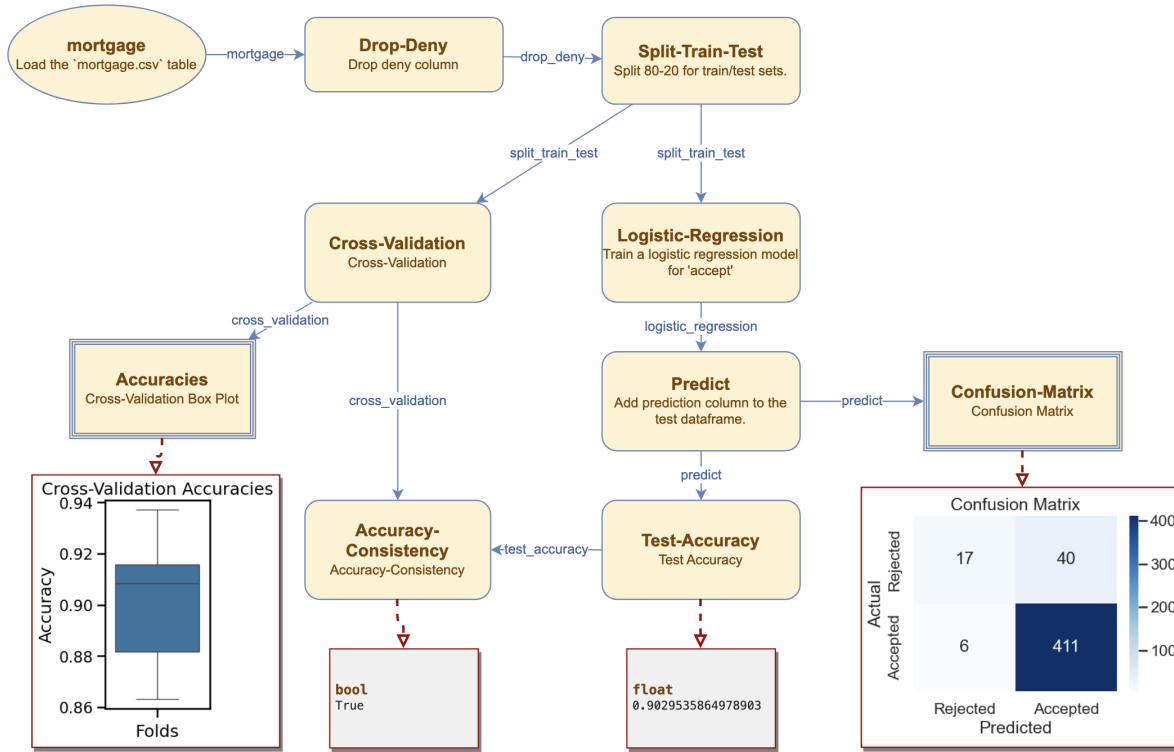 mortgage
Load the `mortgage.csv` table
mortgage
Drop-Deny
Drop deny column
drop_deny
Split-Train-Test
Split 80-20 for train/test sets.
split_train_test
split_train_test
Cross-Validation
Cross-Validation
Logistic-Regression
Train a logistic regression model
for 'accept'
cross_validation
logistic_regression
Accuracies
Cross-Validation Box Plot
cross_validation
Predict
Add prediction column to the
test dataframe.
predict
Confusion-Matrix
Confusion Matrix
predict
Cross-Validation Accuracies
0.94
0.92
0.90
0.88
0.86
Accuracy
Folds
Accuracy-
Consistency
Accuracy-Consistency
test_accuracy
Test-Accuracy
Test Accuracy
bool
True
float
0.9029535864978903
Confusion Matrix
Actual
Rejected
Accepted
17
40
6
411
Rejected
Accepted
Predicted
400
300
200
100